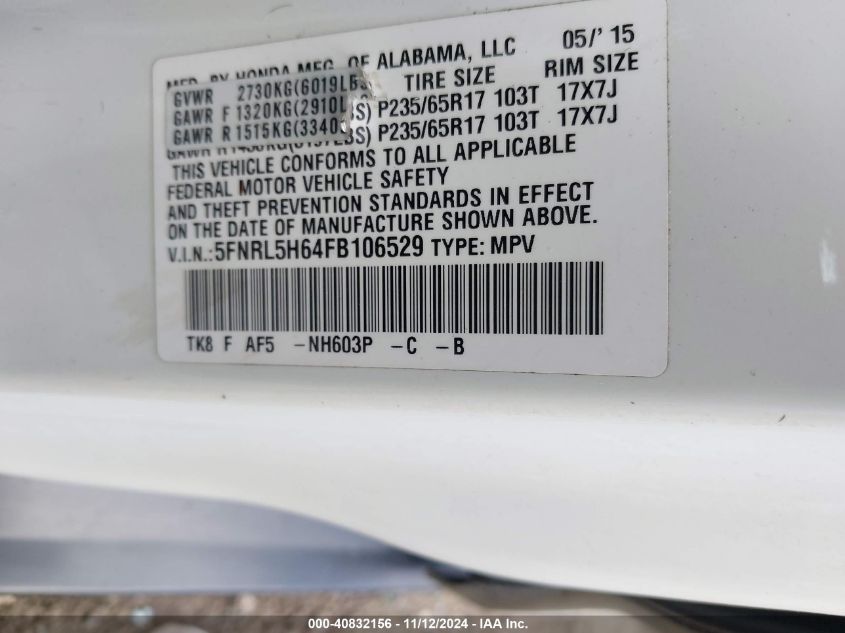 MFD. BY HONDA MFG. OF ALABAMA, LLC 05/'15
GVWR 2730KG(6019LBS TIRE SIZE RIM SIZE
GAWR F 1320KG(2910LBS) P235/65R17 103T 17X7J
GAWR R 1515KG(3340 BS) P235/65R17 103T 17X7J
THIS VEHICLE CONFORMS TO ALL APPLICABLE
FEDERAL MOTOR VEHICLE SAFETY
AND THEFT PREVENTION STANDARDS IN EFFECT
ON THE DATE OF MANUFACTURE SHOWN ABOVE.
V.I.N.:5FNRL5H64FB106529 TYPE: MPV
TK8 F AF5 -NH603P -C -B
000-40832156 - 11/12/2024 - IAA Inc.